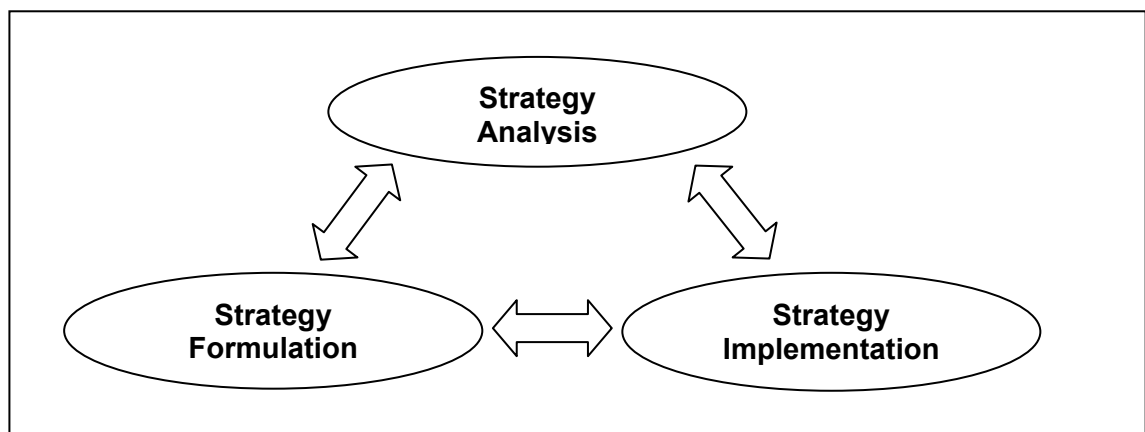 Strategy
Analysis
Strategy
Formulation
Strategy
Implementation